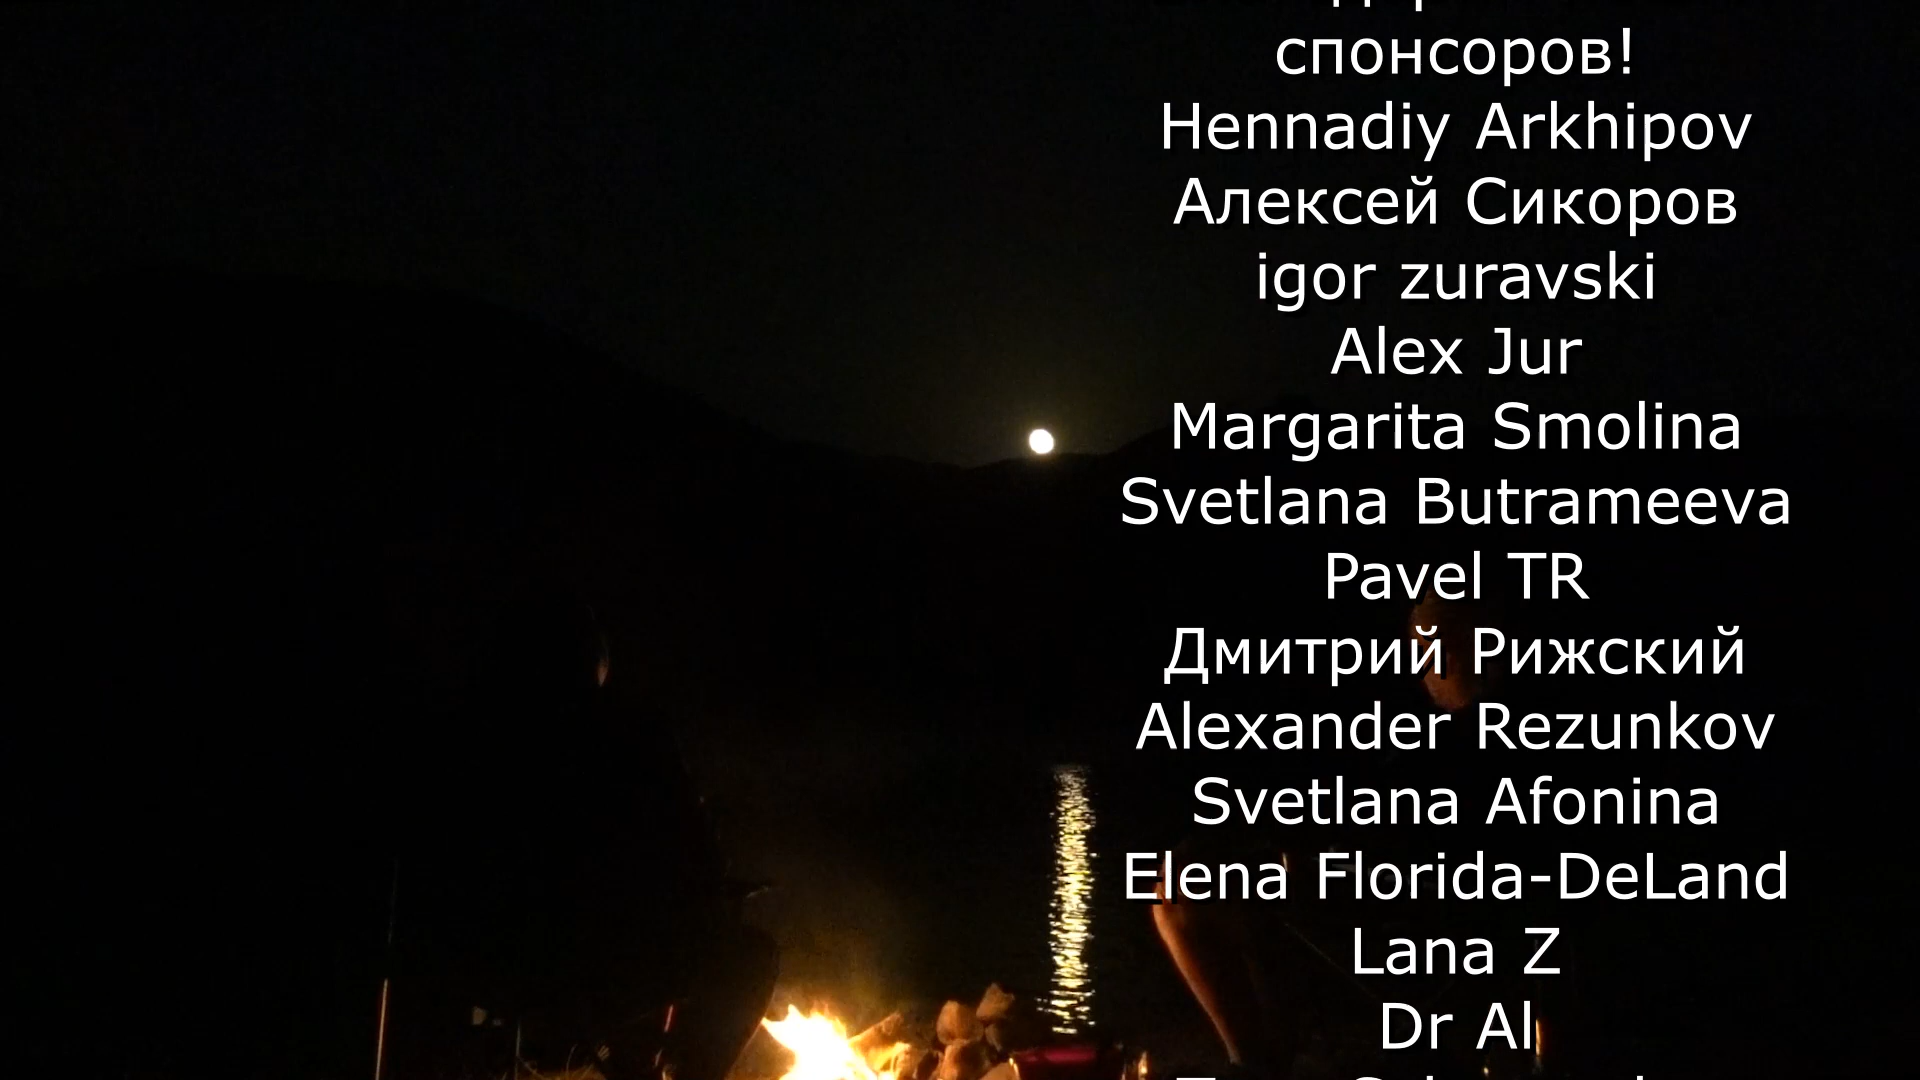 спонсоров!
Hennadiy Arkhipov
Алексей Сикоров
igor zuravski
Alex Jur
Margarita Smolina
Svetlana Butrameeva
Pavel TR
Дмитрий Рижский
Alexander Rezunkov
Svetlana Afonina
Elena Florida-DeLand
Lana Z
Dr Al